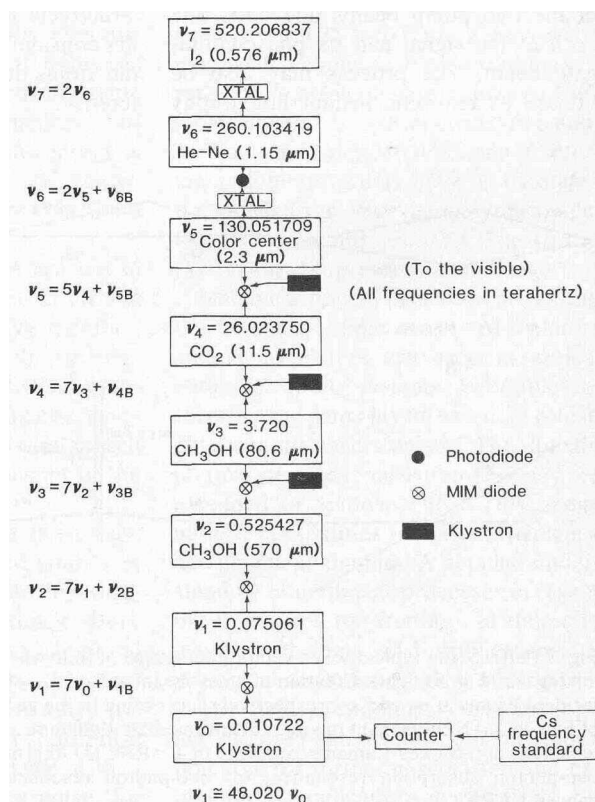 ν₇ = 520.206837
I₂ (0.576 μm)
ν₇ = 2ν₆
XTAL
ν₆ = 260.103419
He–Ne (1.15 μm)
ν₆ = 2ν₅ + ν₆B
XTAL
ν₅ = 130.051709
Color center
(2.3 μm)
(To the visible)
(All frequencies in terahertz)
ν₅ = 5ν₄ + ν₅B
ν₄ = 26.023750
CO₂ (11.5 μm)
ν₄ = 7ν₃ + ν₄B
ν₃ = 3.720
CH₃OH (80.6 μm)
Photodiode
ν₃ = 7ν₂ + ν₃B
MIM diode
ν₂ = 0.525427
CH₃OH (570 μm)
Klystron
ν₂ = 7ν₁ + ν₂B
ν₁ = 0.075061
Klystron
ν₁ = 7ν₀ + ν₁B
ν₀ = 0.010722
Klystron
Counter
Cs
frequency
standard
ν₁ ≅ 48.020 ν₀